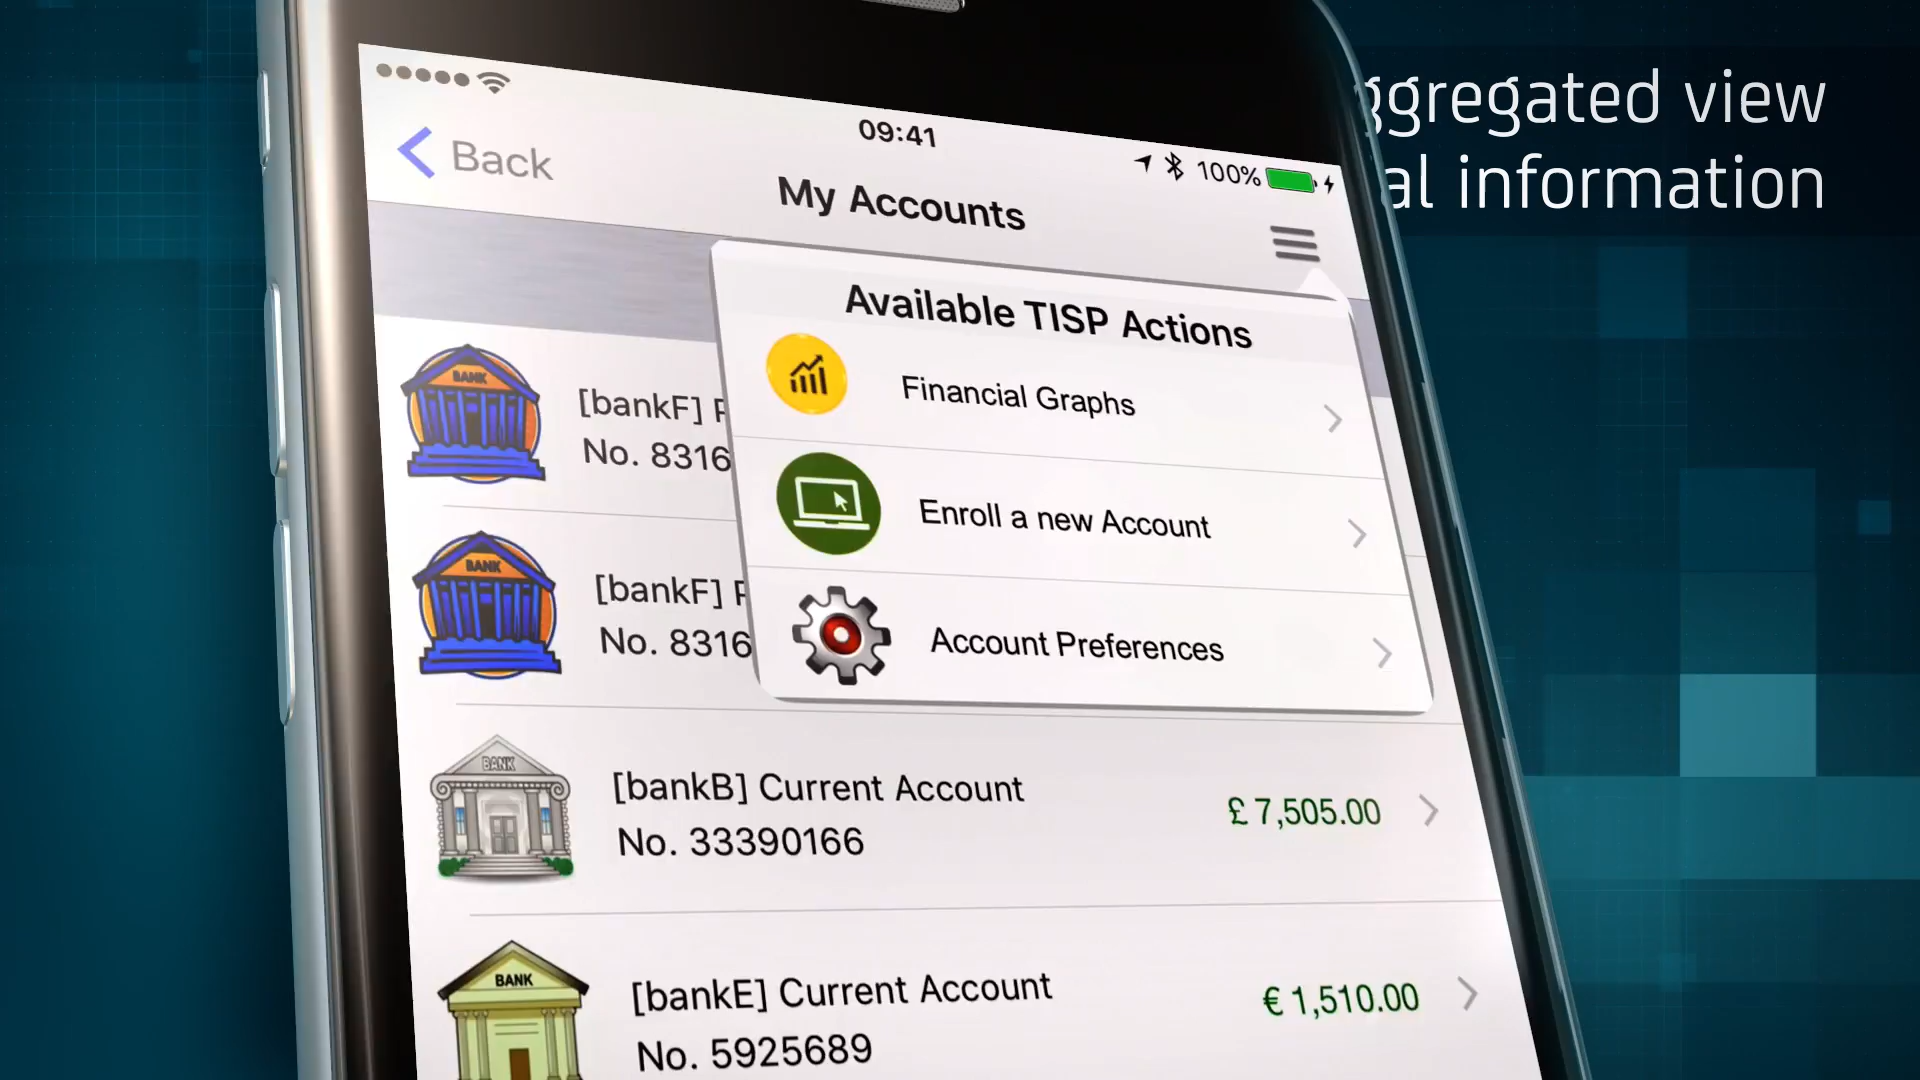 ggregated view
al information
09:41
100%
Back
My Accounts
Available TISP Actions
Financial Graphs
Enroll a new Account
Account Preferences
BANK
[bankF]
No. 8316
BANK
[bankF]
No. 8316
BANK
[bankB] Current Account
No. 33390166
£ 7,505.00
BANK
[bankE] Current Account
No. 5925689
€ 1,510.00